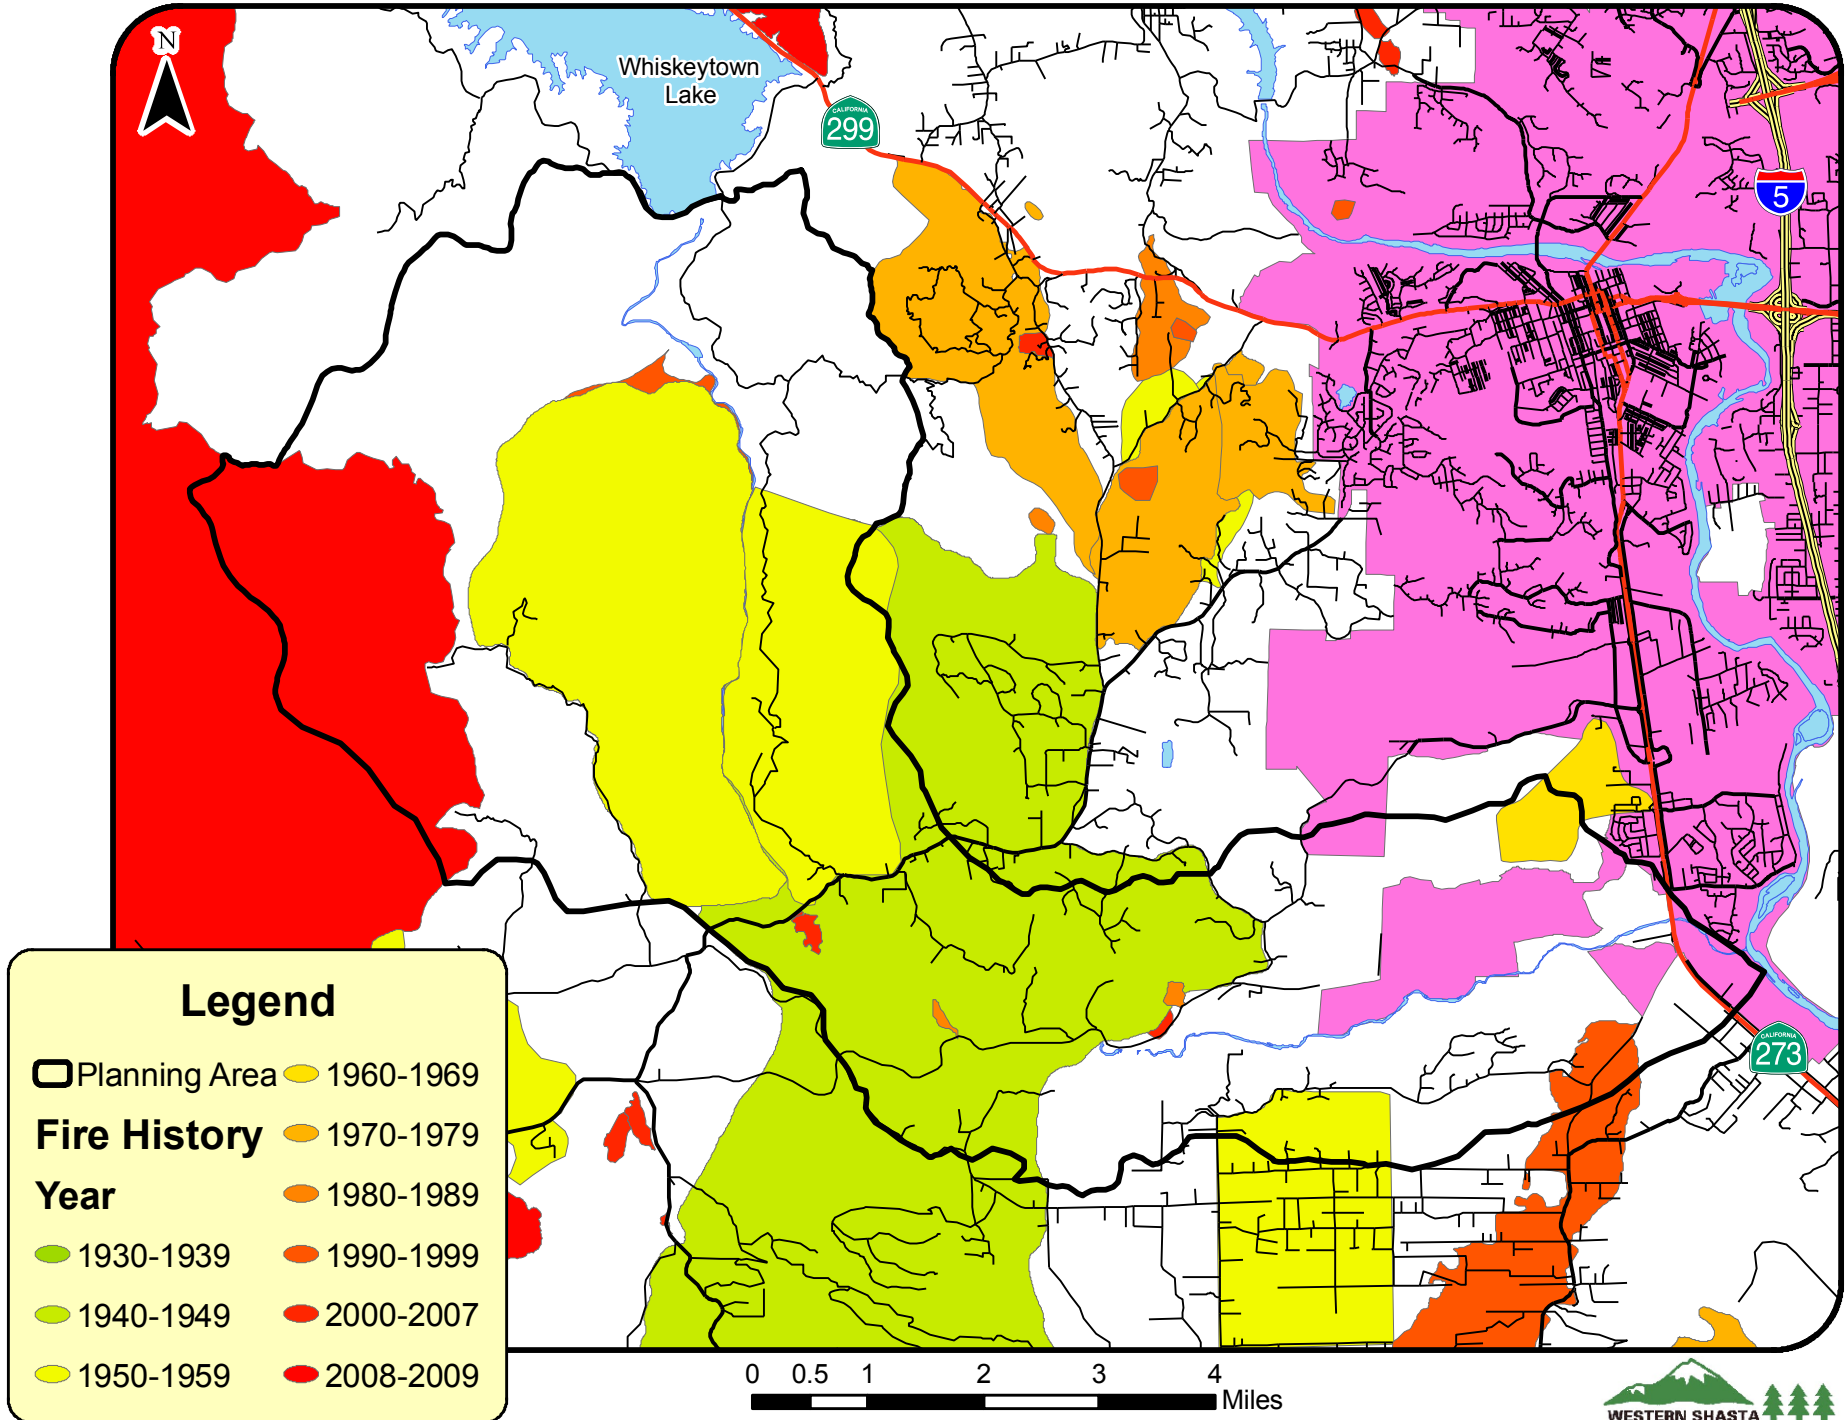 N
Whiskeytown
Lake
CALIFORNIA
299
5
CALIFORNIA
273
Legend
Planning Area
Fire History
Year
1930-1939
1940-1949
1950-1959
1960-1969
1970-1979
1980-1989
1990-1999
2000-2007
2008-2009
0 0.5 1 2 3 4
Miles
WESTERN SHASTA